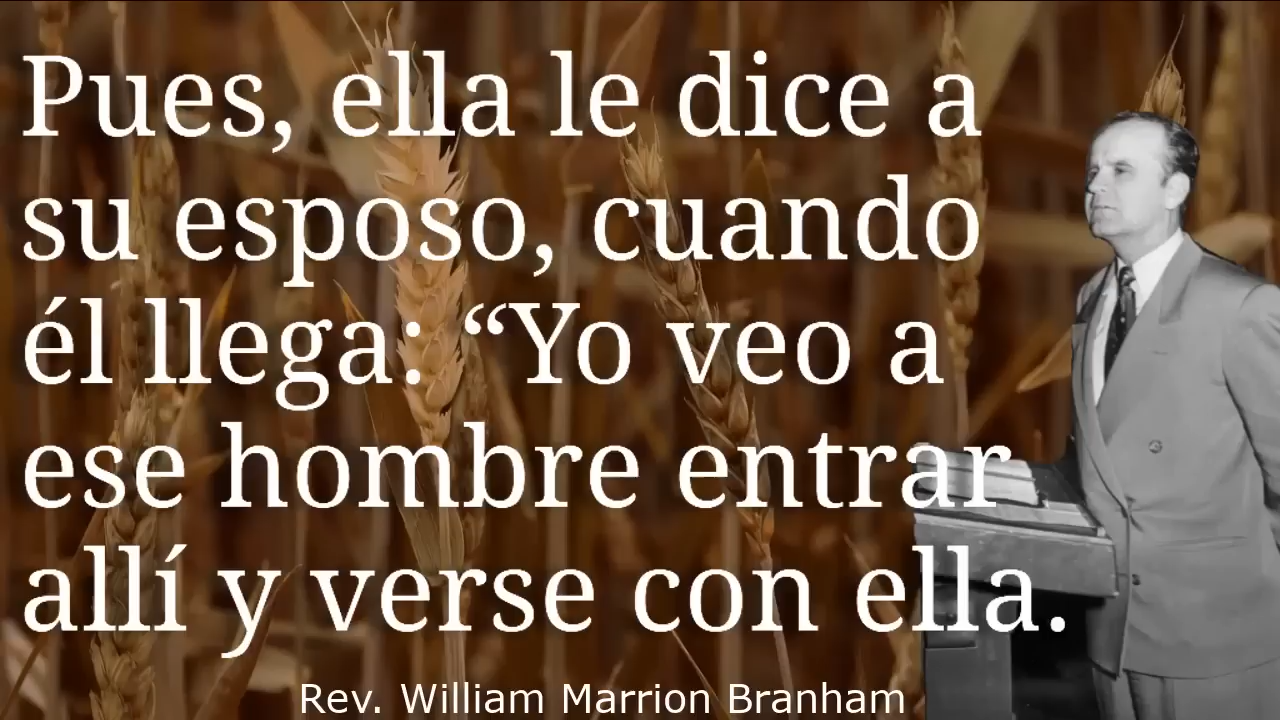 Pues, ella le dice a
su esposo, cuando
él llega: “Yo veo a
ese hombre entrar
allí y verse con ella.
Rev. William Marrion Branham